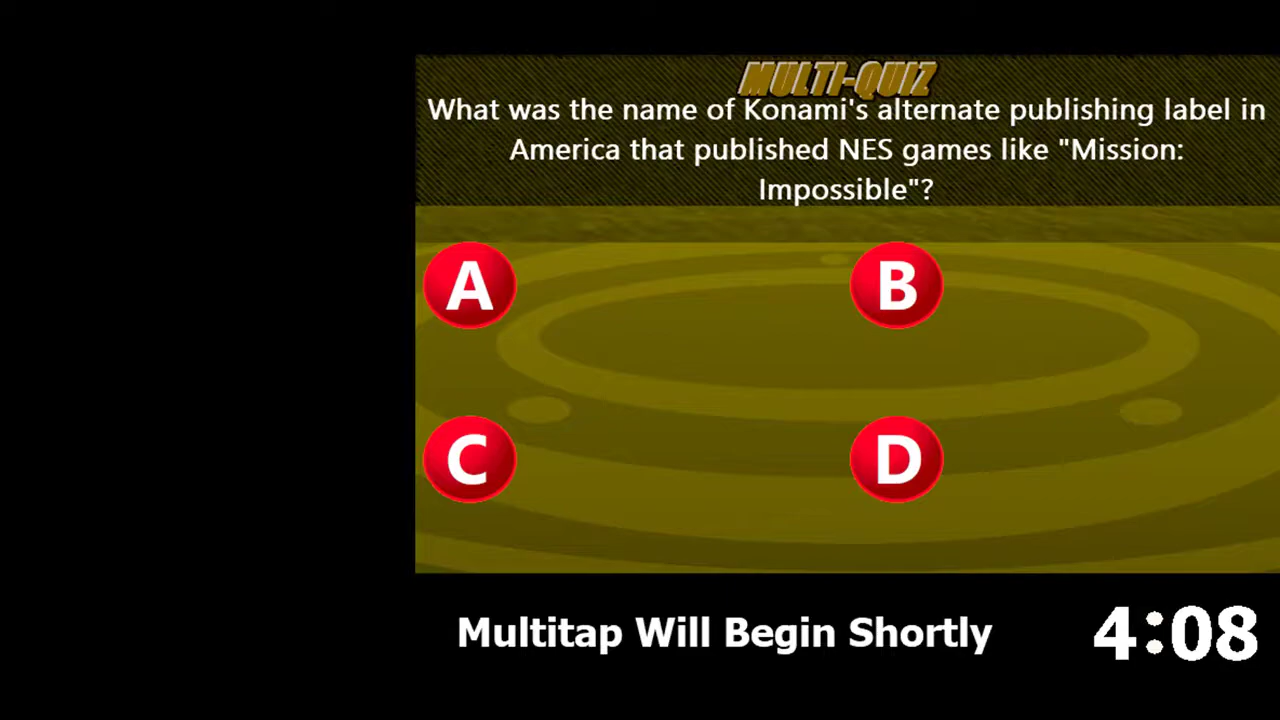 MULTI-QUIZ
What was the name of Konami's alternate publishing label in
America that published NES games like "Mission:
Impossible"?
A
B
C
D
Multitap Will Begin Shortly
4:08